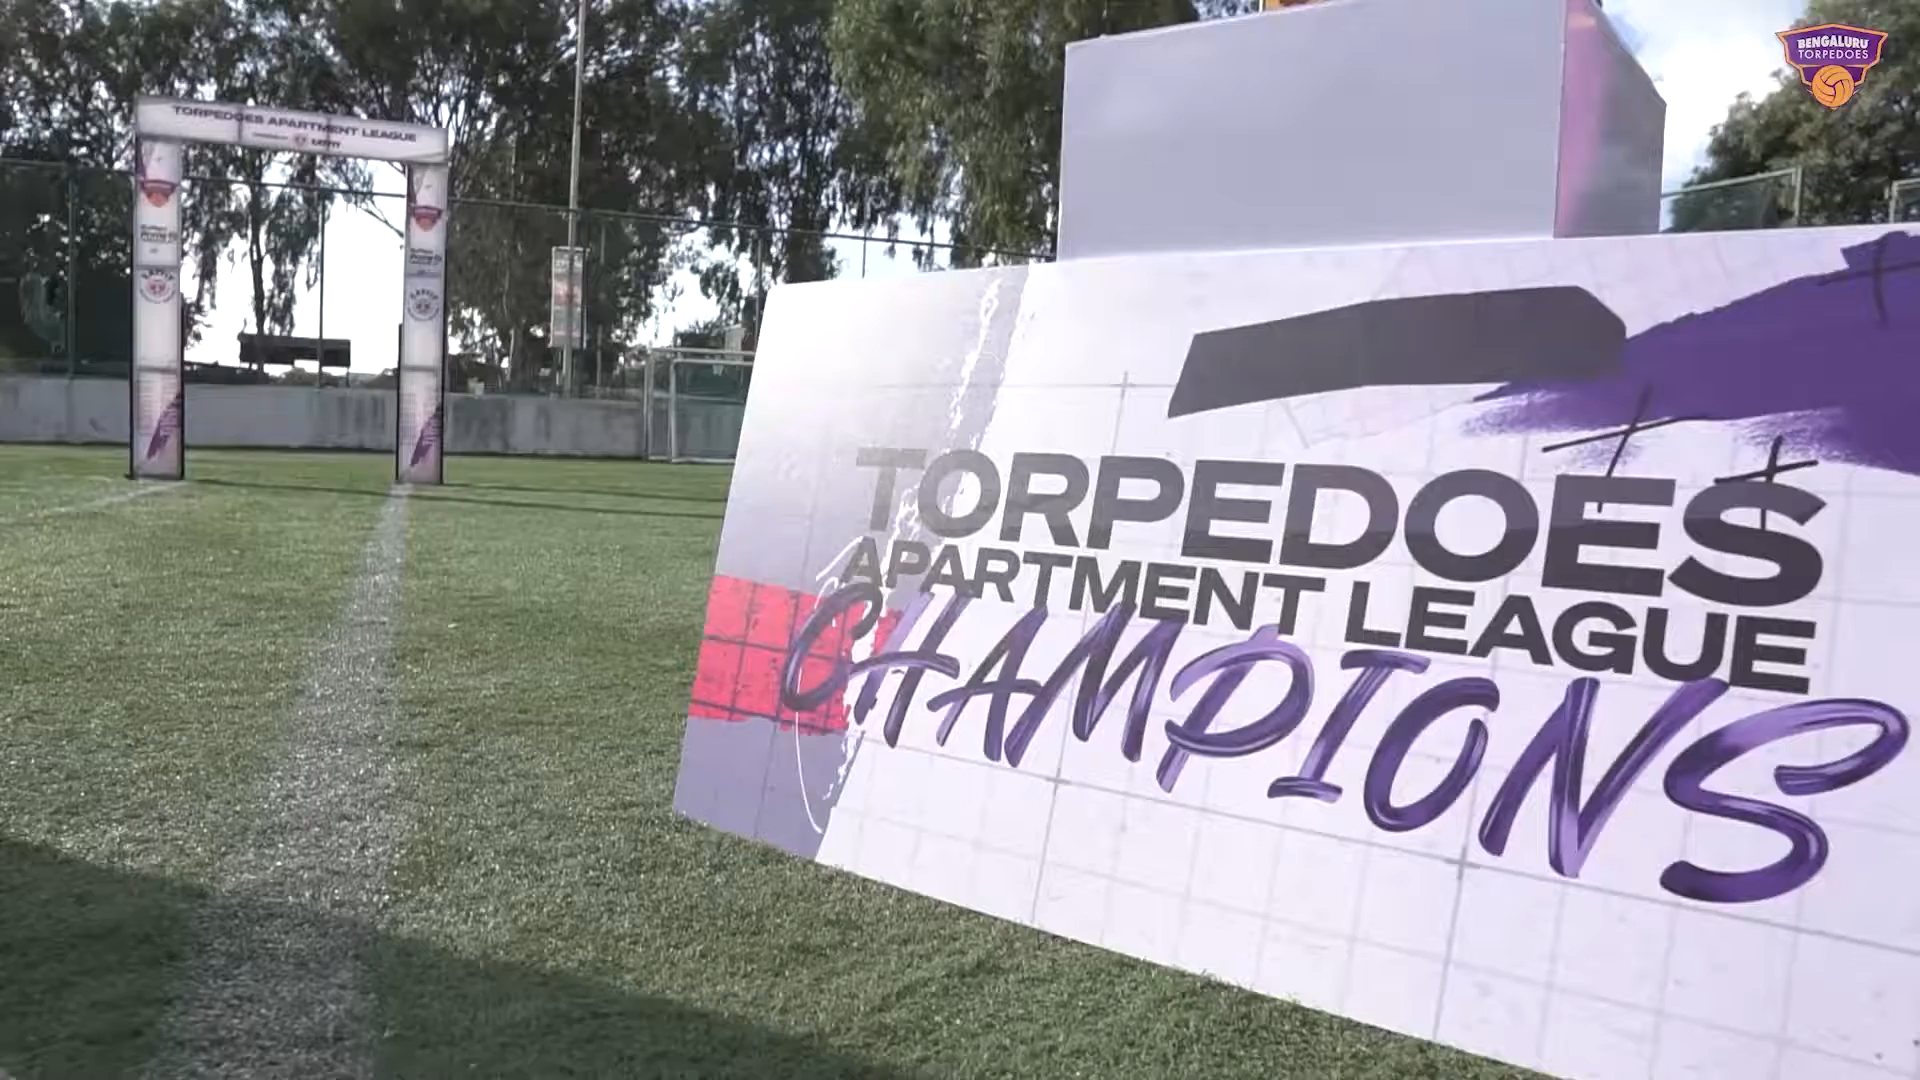 BENGALURU
TORPEDOES
TORPEDOES APARTMENT LEAGUE
TORPEDOES
APARTMENT LEAGUE
CHAMPIONS